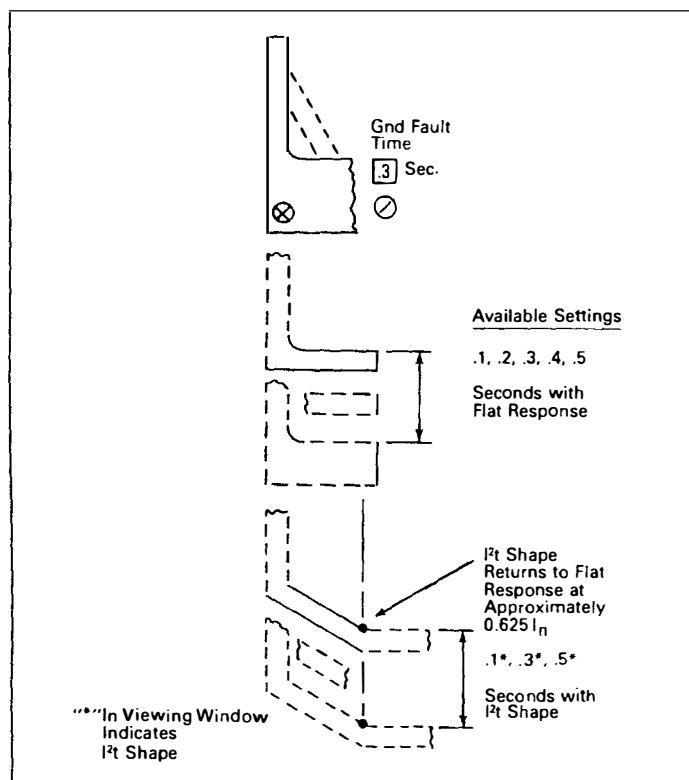 Gnd Fault
Time
.3 Sec.
Available Settings
.1, .2, .3, .4, .5
Seconds with
Flat Response
I²t Shape
Returns to Flat
Response at
Approximately
0.625 Iₙ
.1*, .3*, .5*
Seconds with
I²t Shape
"*"In Viewing Window
Indicates
I²t Shape